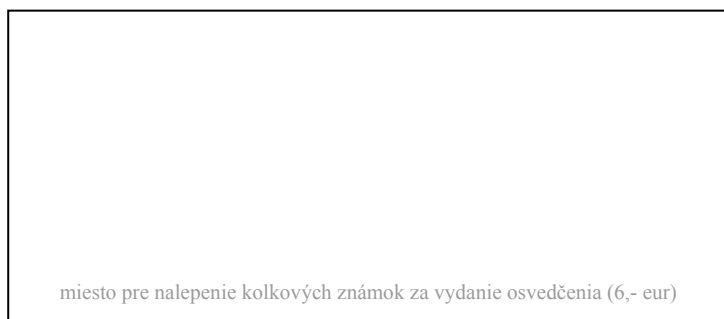 miesto pre nalepenie kolkových známok za vydanie osvedčenia (6,- eur)